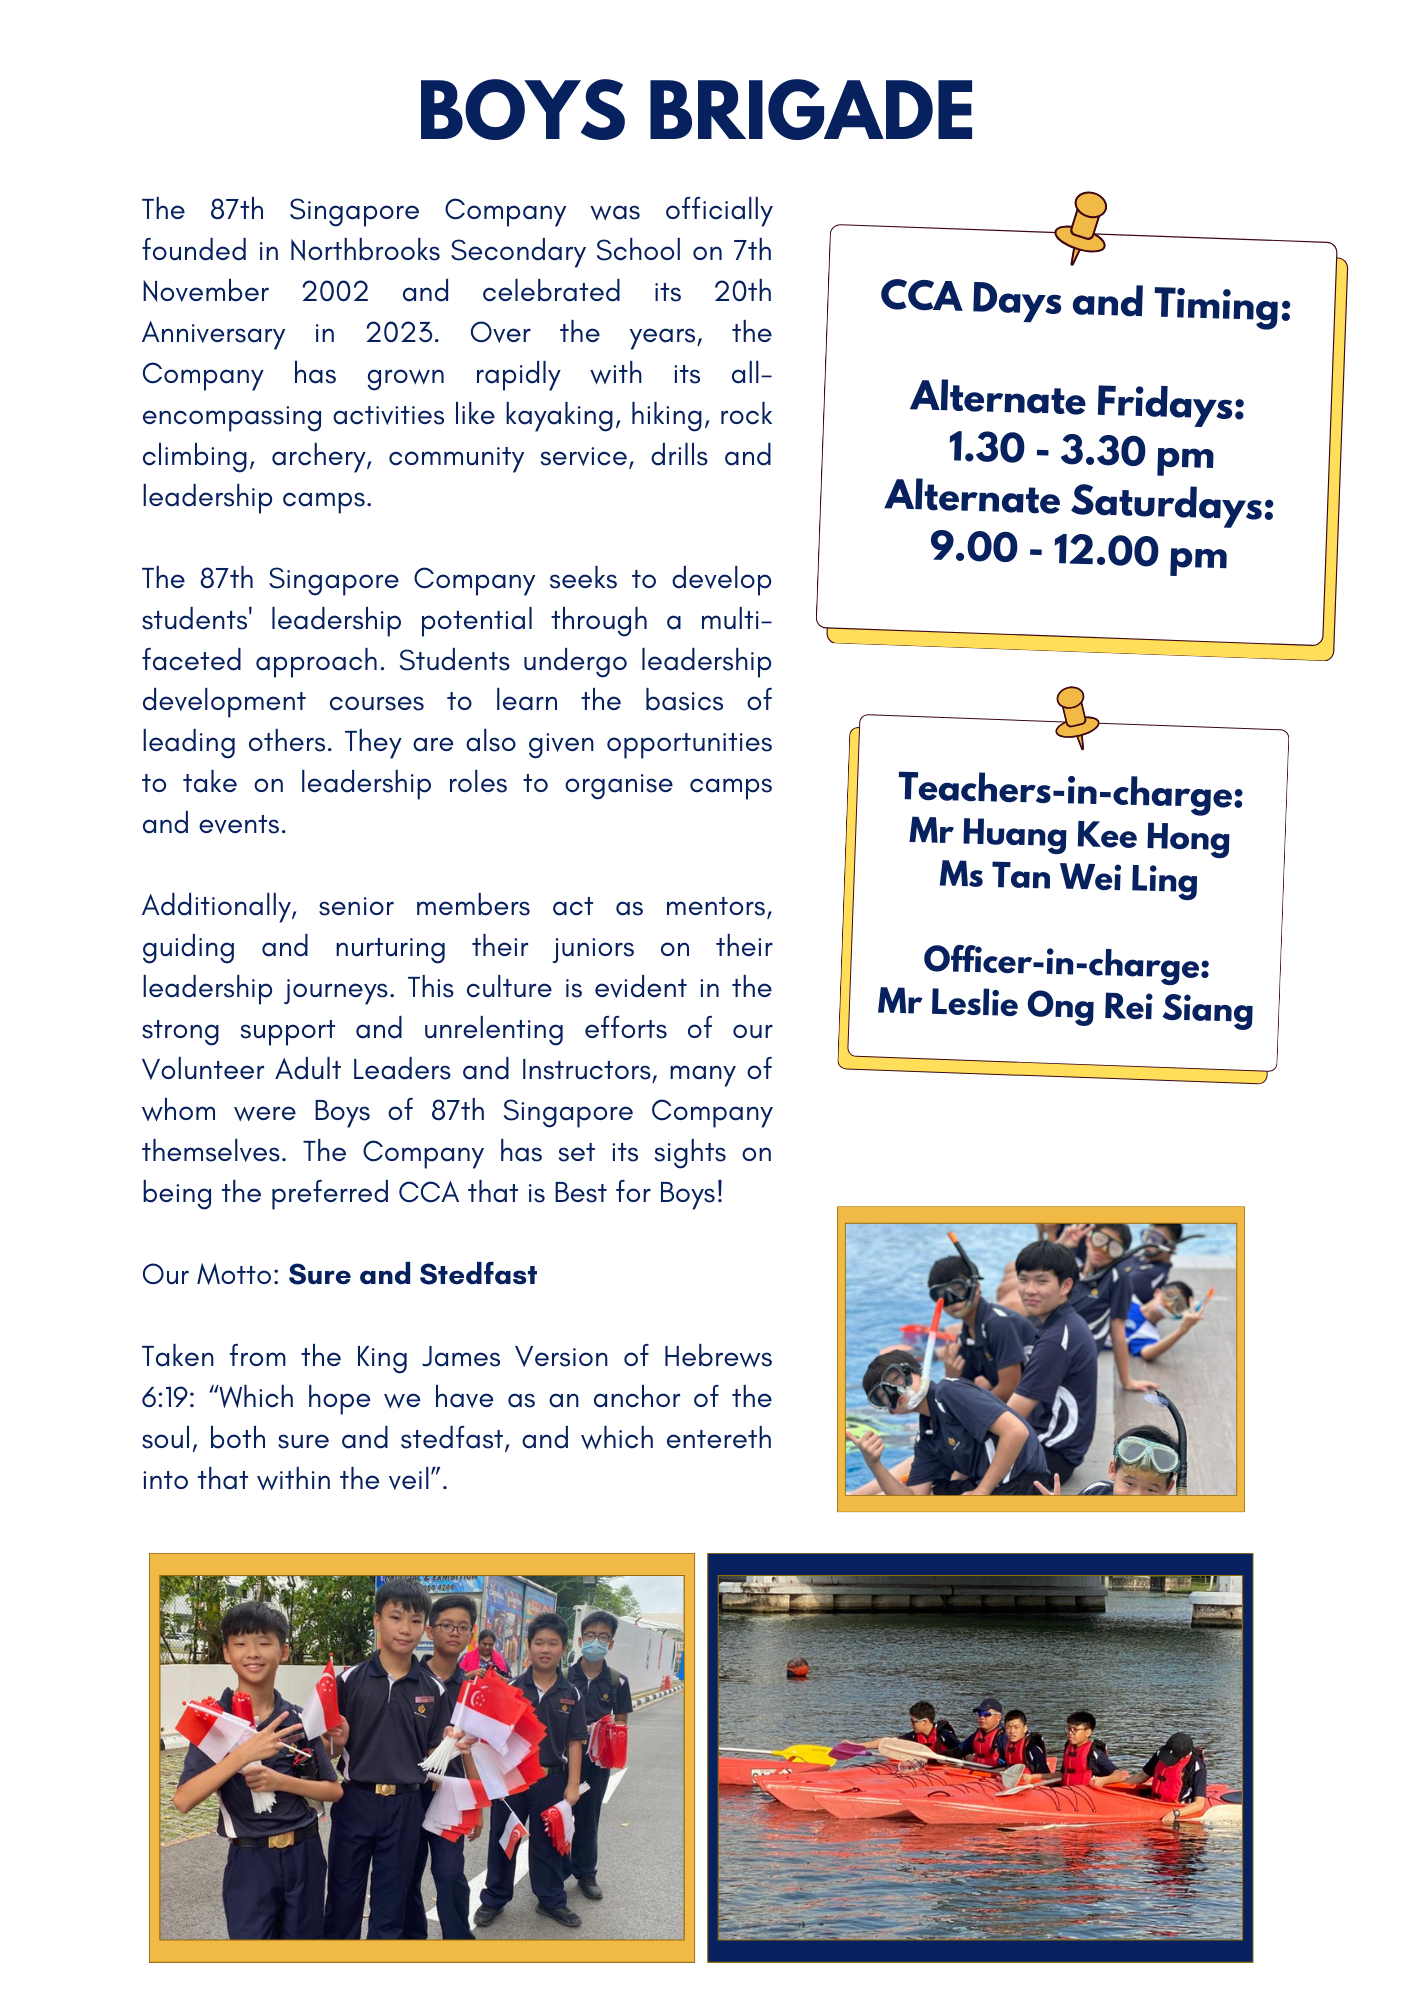 BOYS BRIGADE
The 87th Singapore Company was officially
founded in Northbrooks Secondary School on 7th
November 2002 and celebrated its 20th
Anniversary in 2023. Over the years, the
Company has grown rapidly with its all-
encompassing activities like kayaking, hiking, rock
climbing, archery, community service, drills and
leadership camps.
The 87th Singapore Company seeks to develop
students' leadership potential through a multi-
faceted approach. Students undergo leadership
development courses to learn the basics of
leading others. They are also given opportunities
to take on leadership roles to organise camps
and events.
Additionally, senior members act as mentors,
guiding and nurturing their juniors on their
leadership journeys. This culture is evident in the
strong support and unrelenting efforts of our
Volunteer Adult Leaders and Instructors, many of
whom were Boys of 87th Singapore Company
themselves. The Company has set its sights on
being the preferred CCA that is Best for Boys!
Our Motto: Sure and Stedfast
Taken from the King James Version of Hebrews
6:19: “Which hope we have as an anchor of the
soul, both sure and stedfast, and which entereth
into that within the veil”.
CCA Days and Timing:
Alternate Fridays:
1.30 - 3.30 pm
Alternate Saturdays:
9.00 - 12.00 pm
Teachers-in-charge:
Mr Huang Kee Hong
Ms Tan Wei Ling
Officer-in-charge:
Mr Leslie Ong Rei Siang
& EXHIBITION